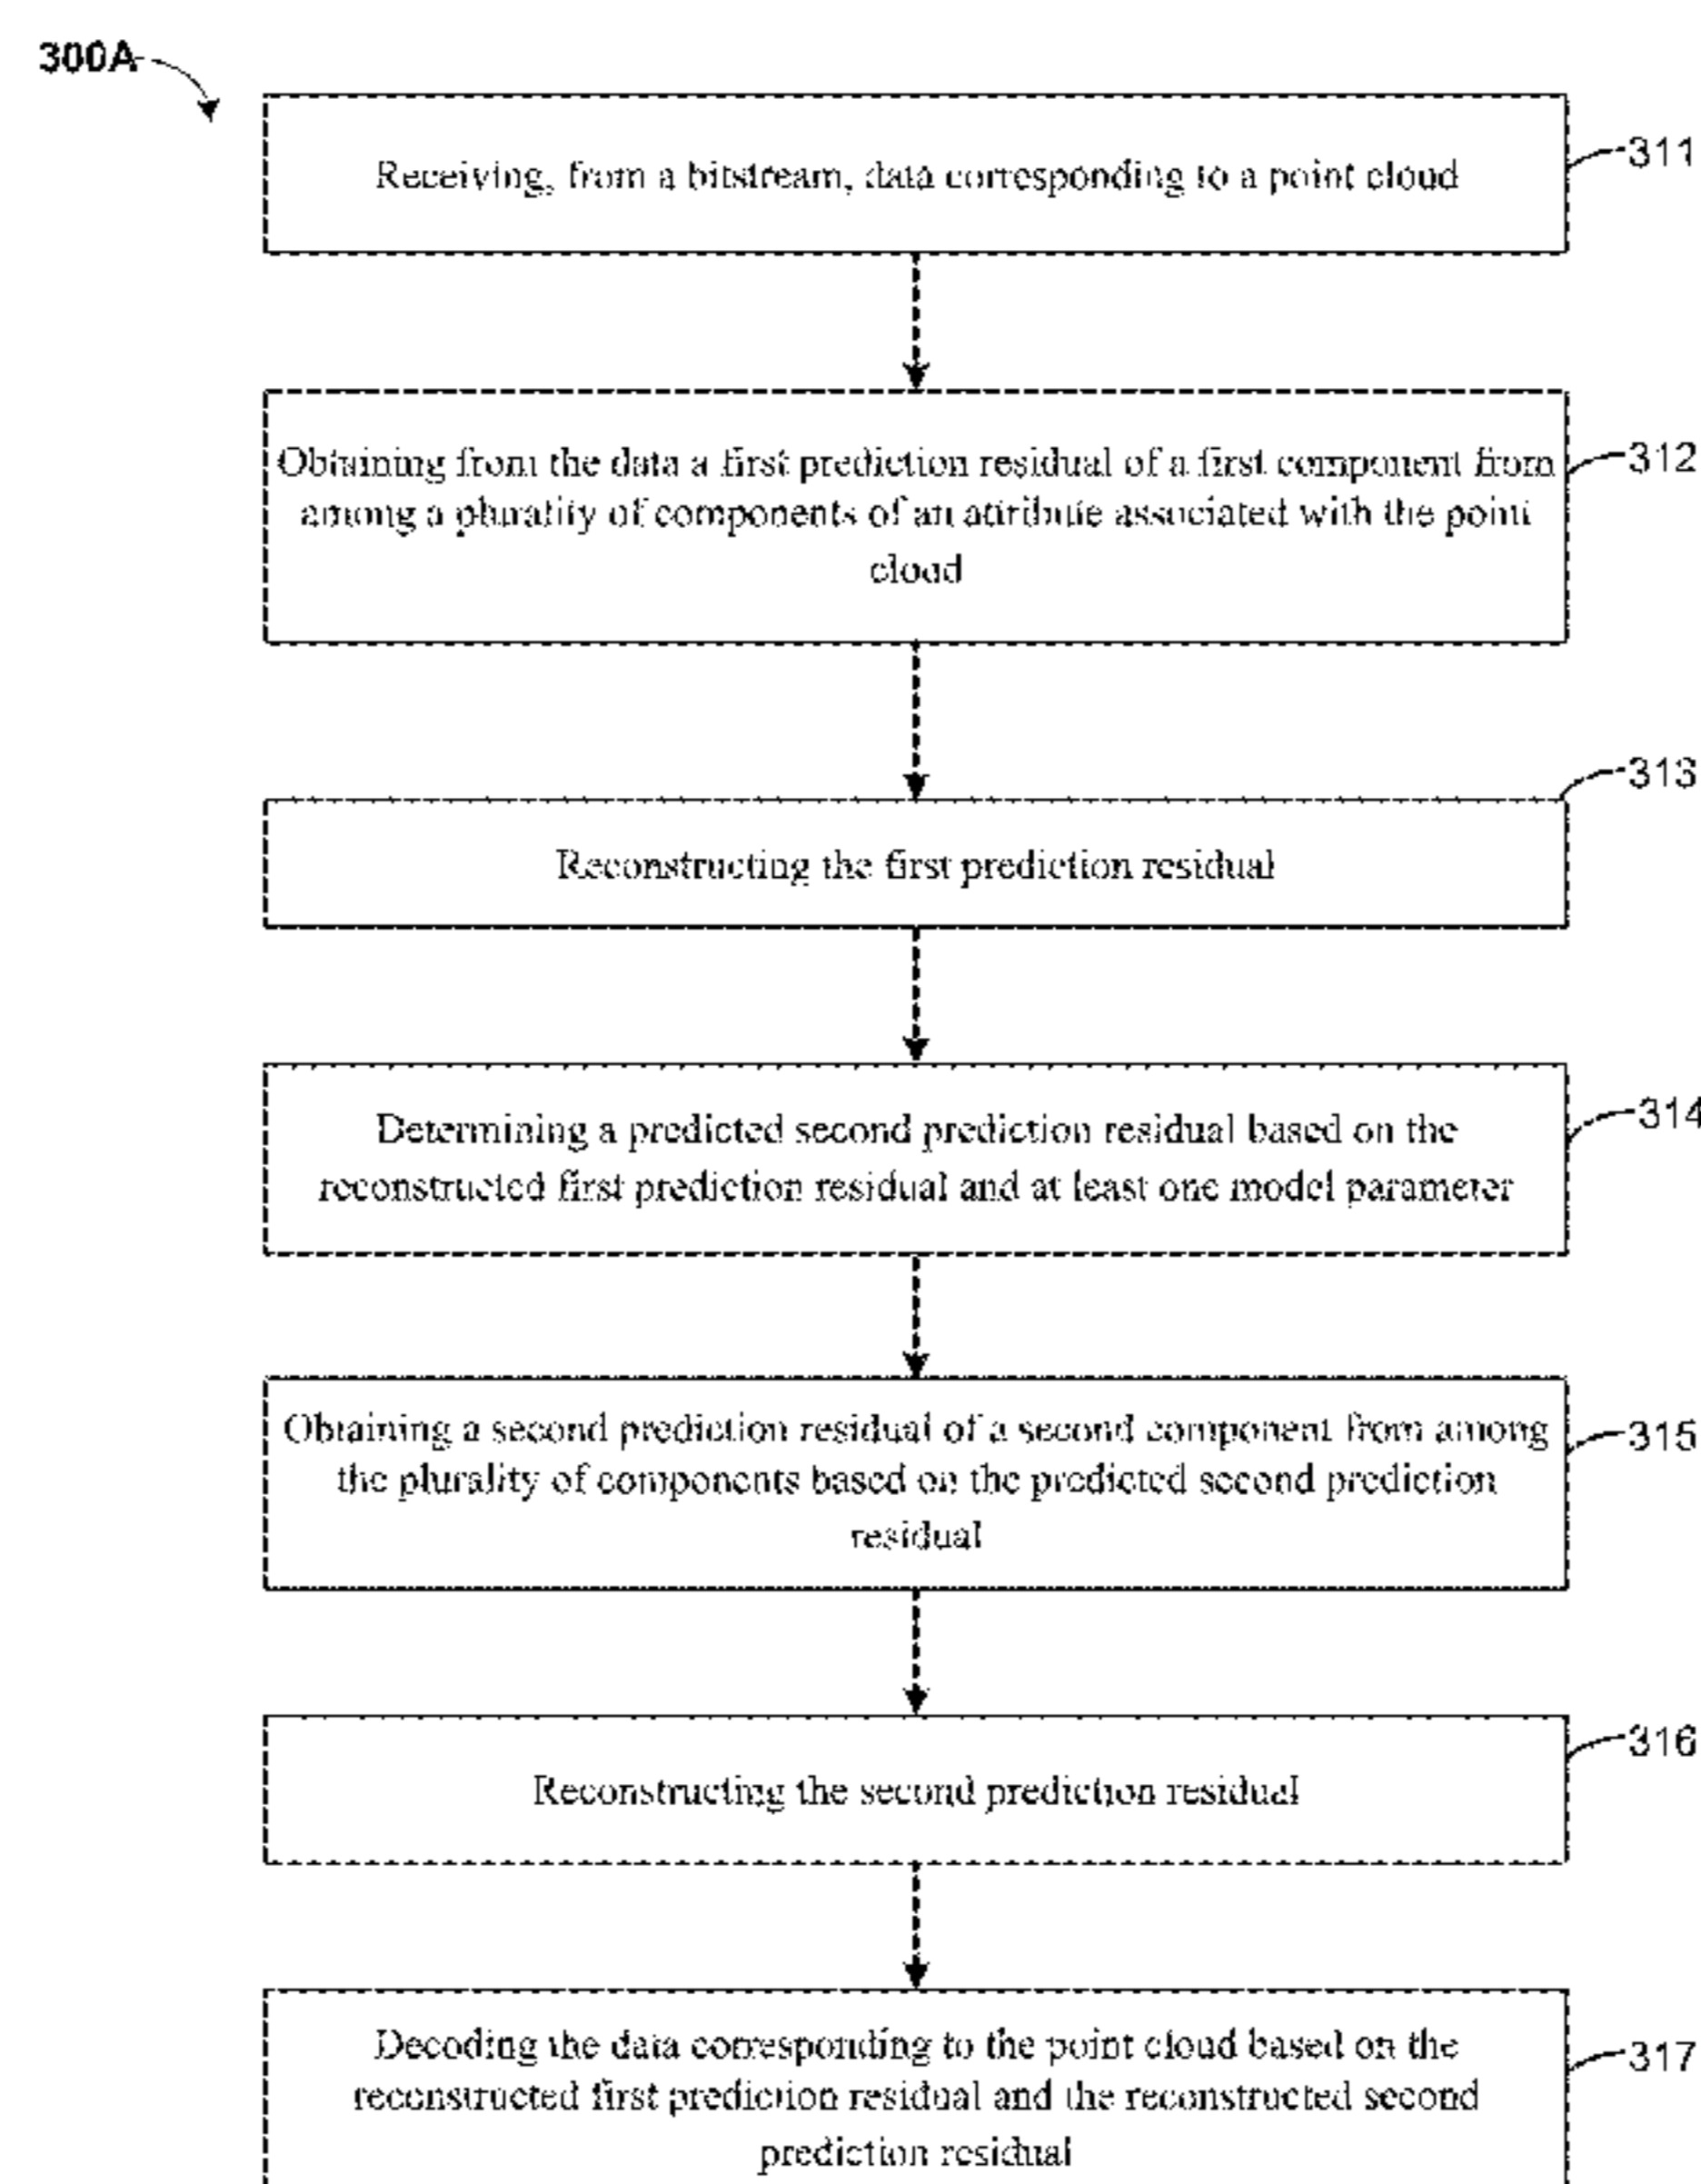 300A
Receiving, from a bitstream, data corresponding to a point cloud
311
Obtaining from the data a first prediction residual of a first component from
among a plurality of components of an attribute associated with the point
cloud
312
Reconstructing the first prediction residual
313
Determining a predicted second prediction residual based on the
reconstructed first prediction residual and at least one model parameter
314
Obtaining a second prediction residual of a second component from among
the plurality of components based on the predicted second prediction
residual
315
Reconstructing the second prediction residual
316
Decoding the data corresponding to the point cloud based on the
reconstructed first prediction residual and the reconstructed second
prediction residual
317